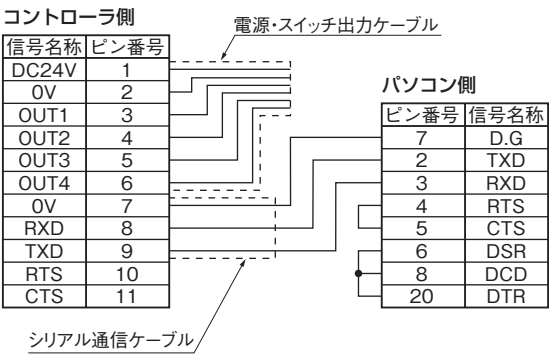 コントローラ側
電源・スイッチ出力ケーブル
信号名称 ピン番号
DC24V 1
0V 2
OUT1 3
OUT2 4
OUT3 5
OUT4 6
0V 7
RXD 8
TXD 9
RTS 10
CTS 11
パソコン側
ピン番号 信号名称
7 D.G
2 TXD
3 RXD
4 RTS
5 CTS
6 DSR
8 DCD
20 DTR
シリアル通信ケーブル